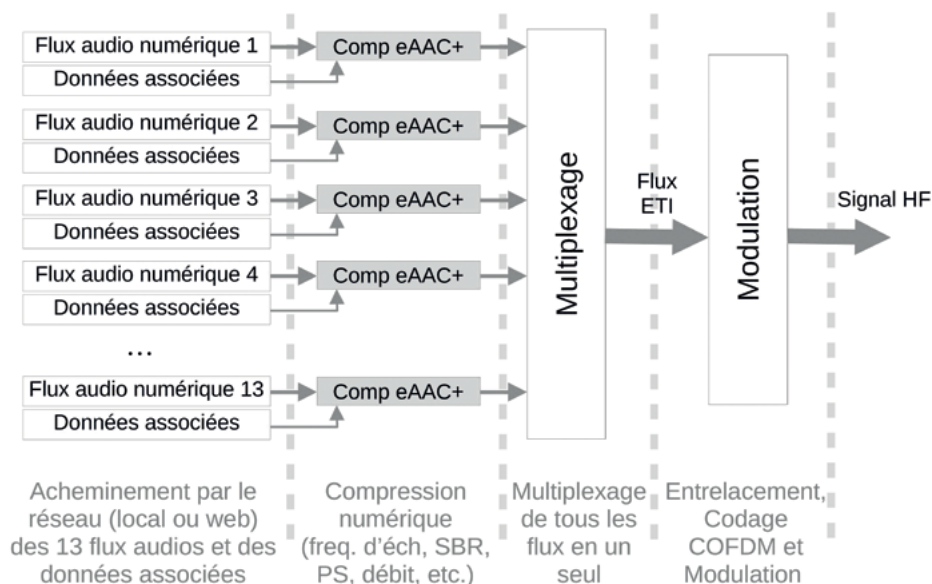 Flux audio numérique 1
Comp eAAC+
Données associées
Flux audio numérique 2
Comp eAAC+
Données associées
Flux audio numérique 3
Comp eAAC+
Données associées
Flux audio numérique 4
Comp eAAC+
Données associées
...
Flux audio numérique 13
Comp eAAC+
Données associées
Multiplexage
Flux
ETI
Modulation
Signal HF
Acheminement par le
réseau (local ou web)
des 13 flux audios et des
données associées
Compression
numérique
(freq. d'éch, SBR,
PS, débit, etc.)
Multiplexage
de tous les
flux en un
seul
Entrelacement,
Codage
COFDM et
Modulation